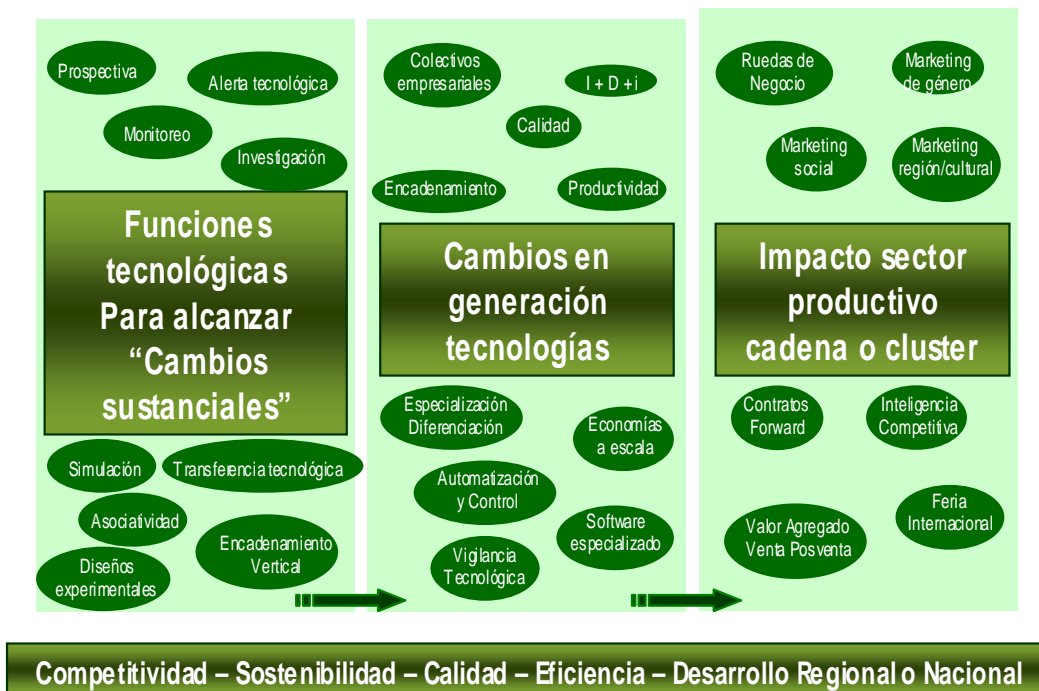 Prospectiva
Alerta tecnológica
Monitoreo
Investigación
Funciones
tecnológicas
Para alcanzar
“Cambios
sustanciales”
Simulación
Transferencia tecnológica
Asociatividad
Encadenamiento
Vertical
Diseños
experimentales
Colectivos
empresariales
I + D + i
Calidad
Encadenamiento
Productividad
Cambios en
generación
tecnologías
Especialización
Diferenciación
Economías
a escala
Automatización
y Control
Software
especializado
Vigilancia
Tecnológica
Ruedas de
Negocio
Marketing
de género
Marketing
social
Marketing
región/cultural
Impacto sector
productivo
cadena o cluster
Contratos
Forward
Inteligencia
Competitiva
Feria
Internacional
Valor Agregado
Venta Posventa
Competitividad – Sostenibilidad – Calidad – Eficiencia – Desarrollo Regional o Nacional